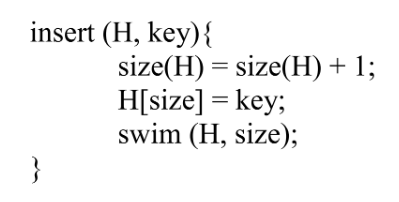 insert (H, key){
size(H) = size(H) + 1;
H[size] = key;
swim (H, size);
}